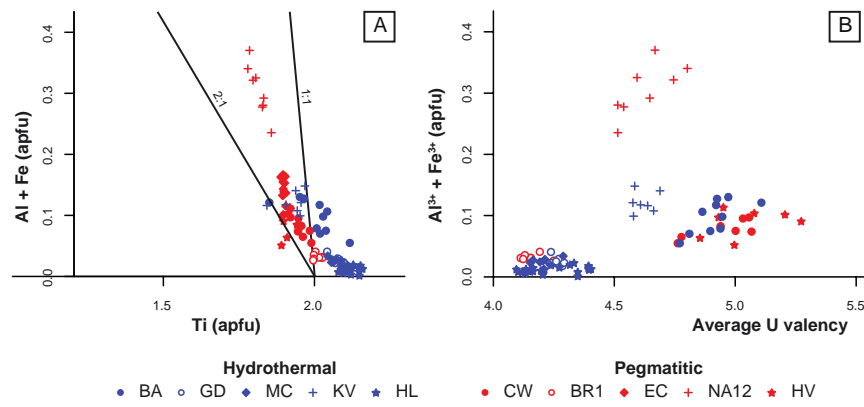 A
B
0.4
0.3
0.2
0.1
0.0
Al + Fe (apfu)
2:1
1:1
1.5
2.0
Ti (apfu)
0.4
0.3
0.2
0.1
0.0
Al³⁺ + Fe³⁺ (apfu)
4.0
4.5
5.0
5.5
Average U valency
Hydrothermal
BA GD MC KV HL
Pegmatitic
CW BR1 EC NA12 HV